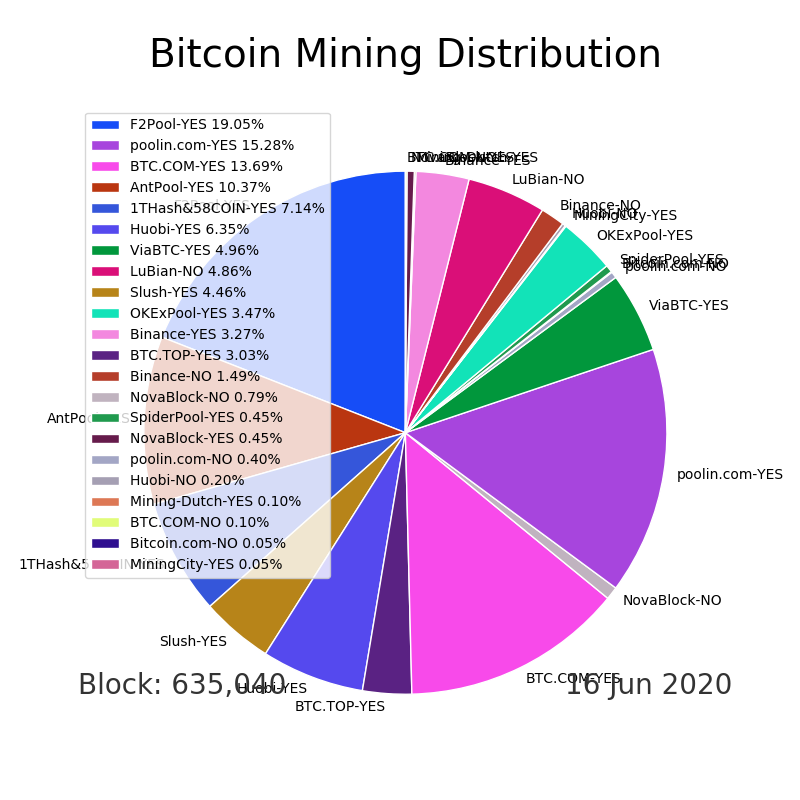 Bitcoin Mining Distribution
F2Pool-YES 19.05%
poolin.com-YES 15.28%
BTC.COM-YES 13.69%
AntPool-YES 10.37%
1THash&58COIN-YES 7.14%
Huobi-YES 6.35%
ViaBTC-YES 4.96%
LuBian-NO 4.86%
Slush-YES 4.46%
OKExPool-YES 3.47%
Binance-YES 3.27%
BTC.TOP-YES 3.03%
Binance-NO 1.49%
NovaBlock-NO 0.79%
SpiderPool-YES 0.45%
NovaBlock-YES 0.45%
poolin.com-NO 0.40%
Huobi-NO 0.20%
Mining-Dutch-YES 0.10%
BTC.COM-NO 0.10%
Bitcoin.com-NO 0.05%
MiningCity-YES 0.05%
Binance-YES
LuBian-NO
Binance-NO
Huobi-NO
MiningCity-YES
OKExPool-YES
SpiderPool-YES
Bitcoin.com-NO
poolin.com-NO
ViaBTC-YES
poolin.com-YES
NovaBlock-NO
BTC.COM-YES
BTC.TOP-YES
Huobi-YES
Slush-YES
Block: 635,040
16 Jun 2020